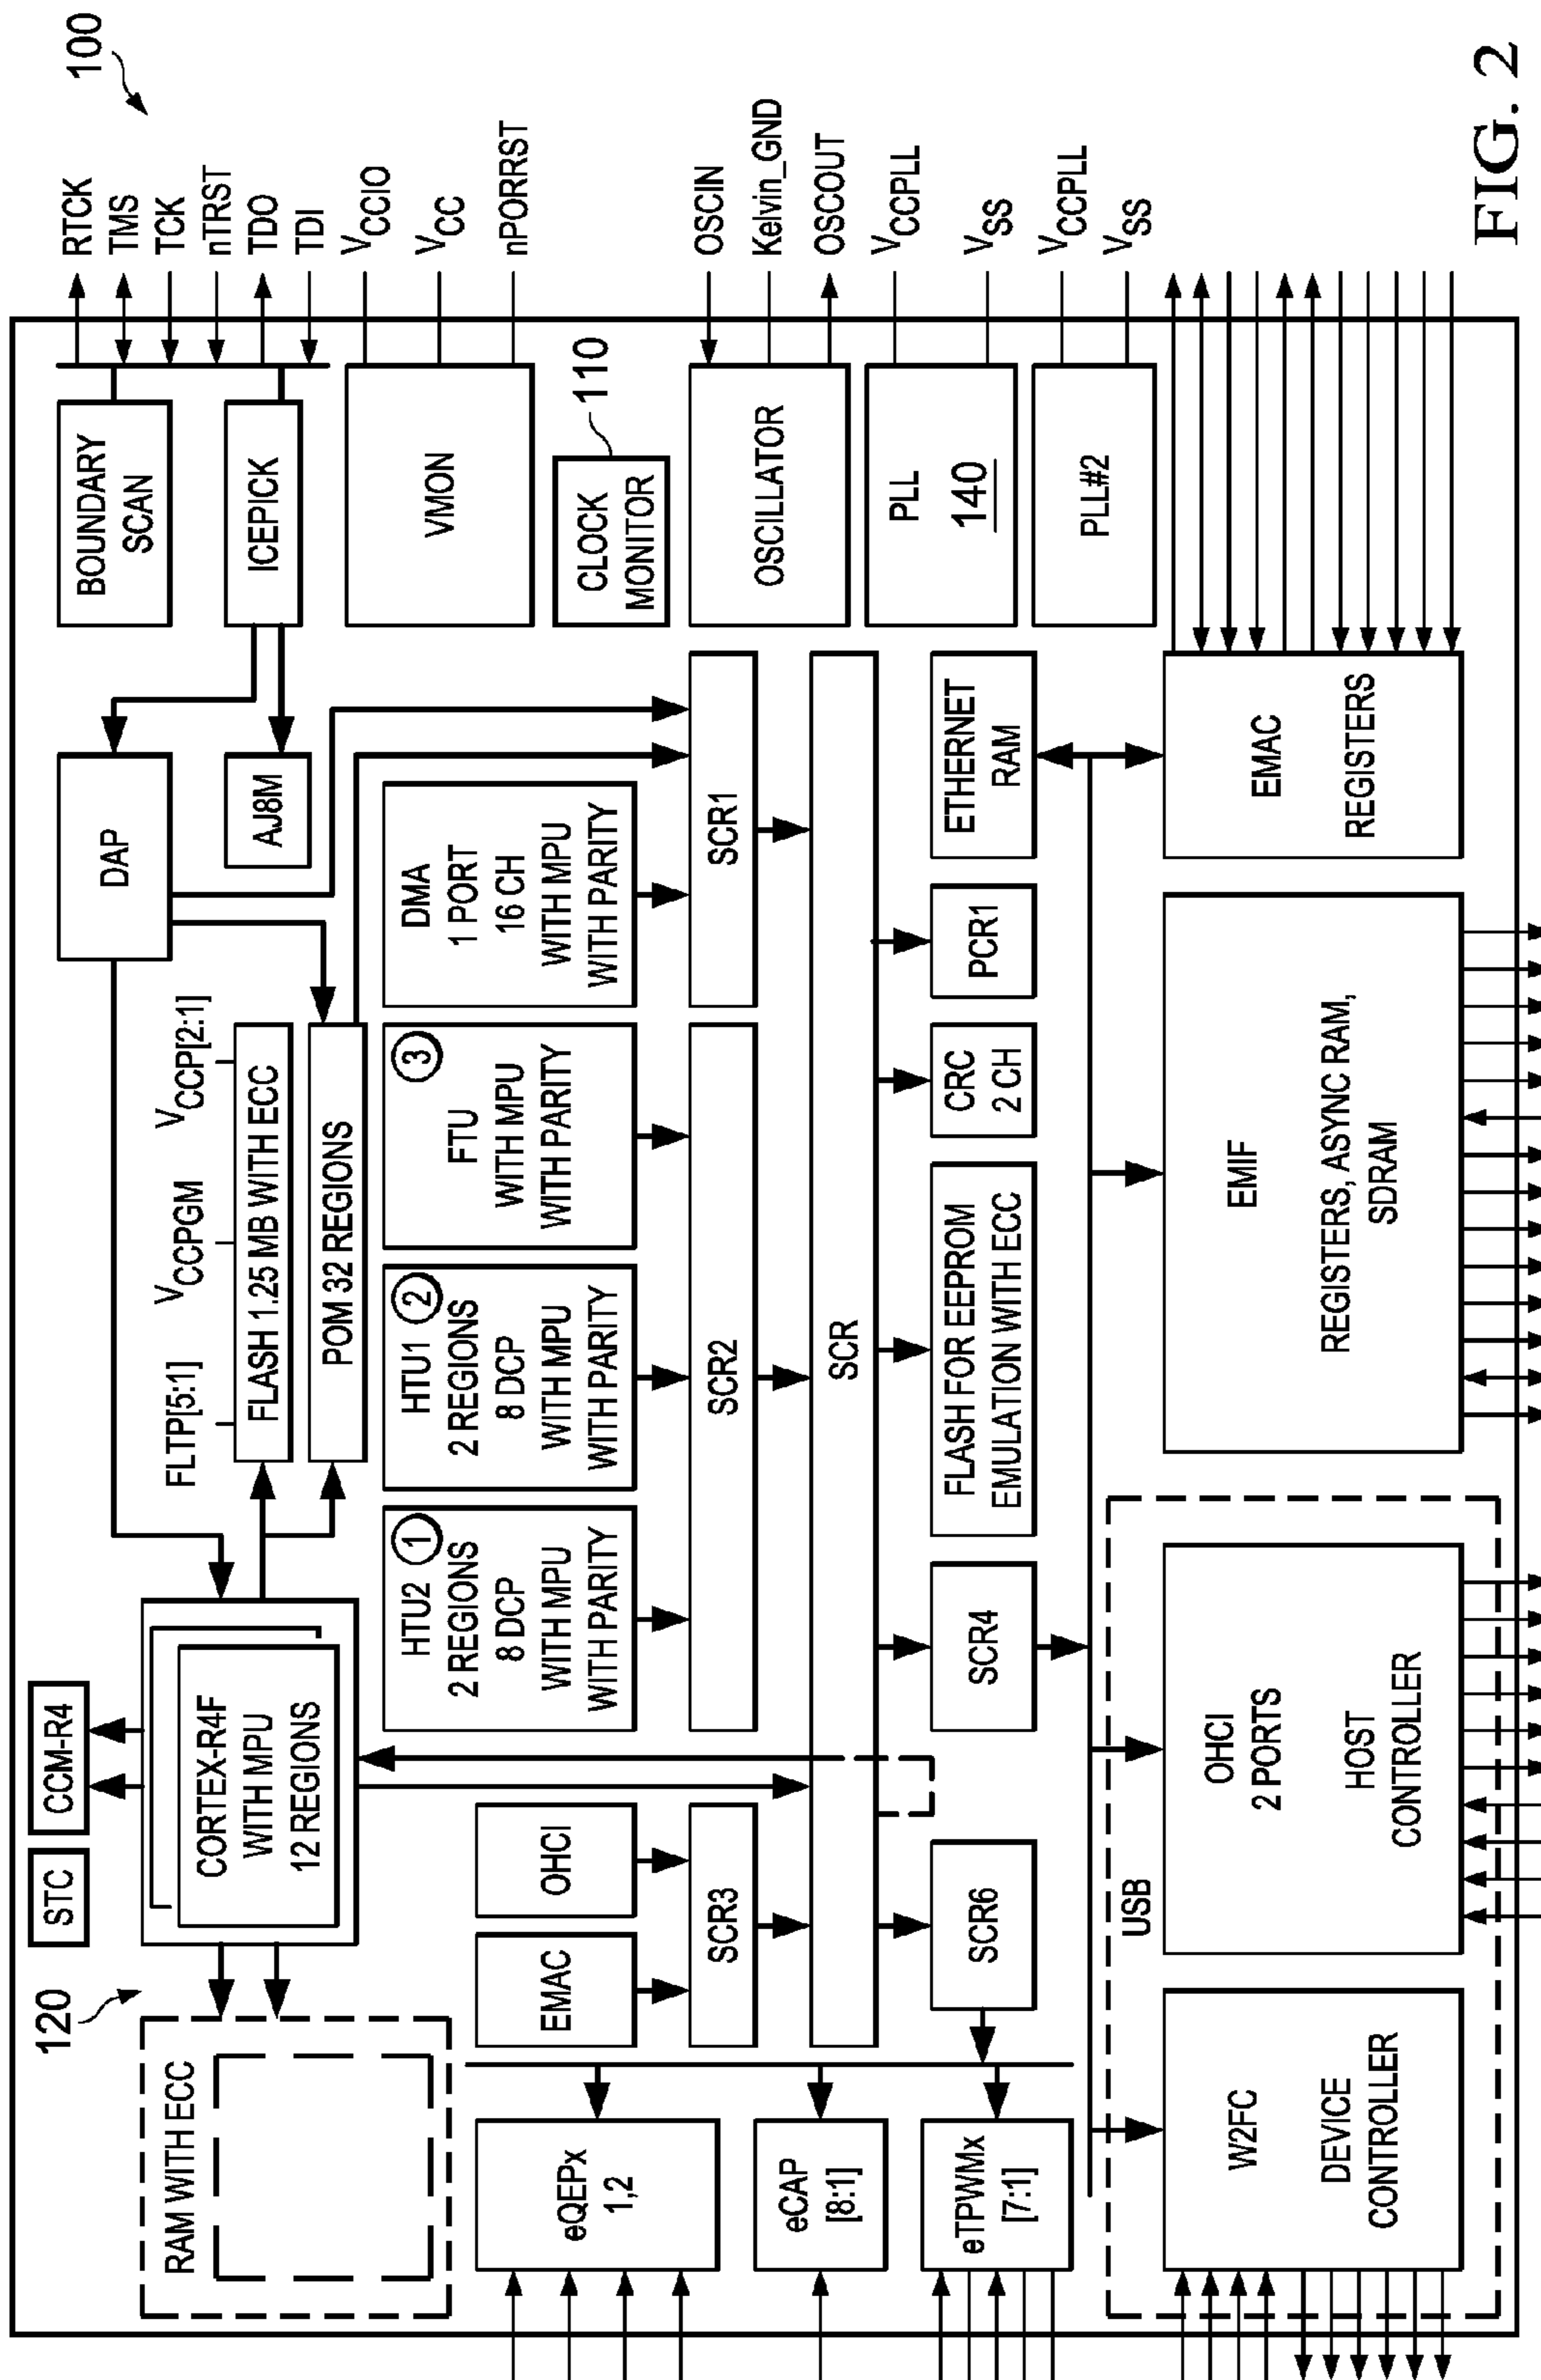 100
RTCK
TMS
TCK
nTRST
TDO
TDI
VCCIO
VCC
nPORRST
OSCIN
Kelvin_GND
OSCOUT
VCCPLL
VSS
VCCPLL
VSS
BOUNDARY
SCAN
ICEPICK
VMON
CLOCK
MONITOR
110
OSCILLATOR
PLL
140
PLL#2
DAP
AJ8M
STC
CCM-R4
120
RAM WITH ECC
CORTEX-R4F
WITH MPU
12 REGIONS
FLTP[5:1]
VCCPGM
VCCP[2:1]
FLASH 1.25 MB WITH ECC
POM 32 REGIONS
EMAC
OHCI
HTU2
1
2 REGIONS
8 DCP
WITH MPU
WITH PARITY
HTU1
2
2 REGIONS
8 DCP
WITH MPU
WITH PARITY
FTU
3
WITH MPU
WITH PARITY
DMA
1 PORT
16 CH
WITH MPU
WITH PARITY
SCR3
SCR2
SCR1
SCR
eQEPx
1,2
eCAP
[8:1]
eTPWMx
[7:1]
SCR6
SCR4
FLASH FOR EEPROM
EMULATION WITH ECC
CRC
2 CH
PCR1
ETHERNET
RAM
USB
W2FC
DEVICE
CONTROLLER
OHCI
2 PORTS
HOST
CONTROLLER
EMIF
REGISTERS, ASYNC RAM,
SDRAM
EMAC
REGISTERS
FIG. 2